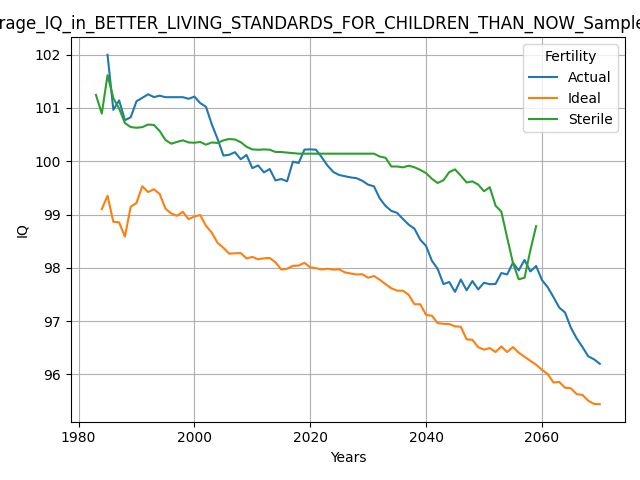 rage_IQ_in_BETTER_LIVING_STANDARDS_FOR_CHILDREN_THAN_NOW_Sample
Fertility
Actual
Ideal
Sterile
102
101
100
99
98
97
96
IQ
1980
2000
2020
2040
2060
Years